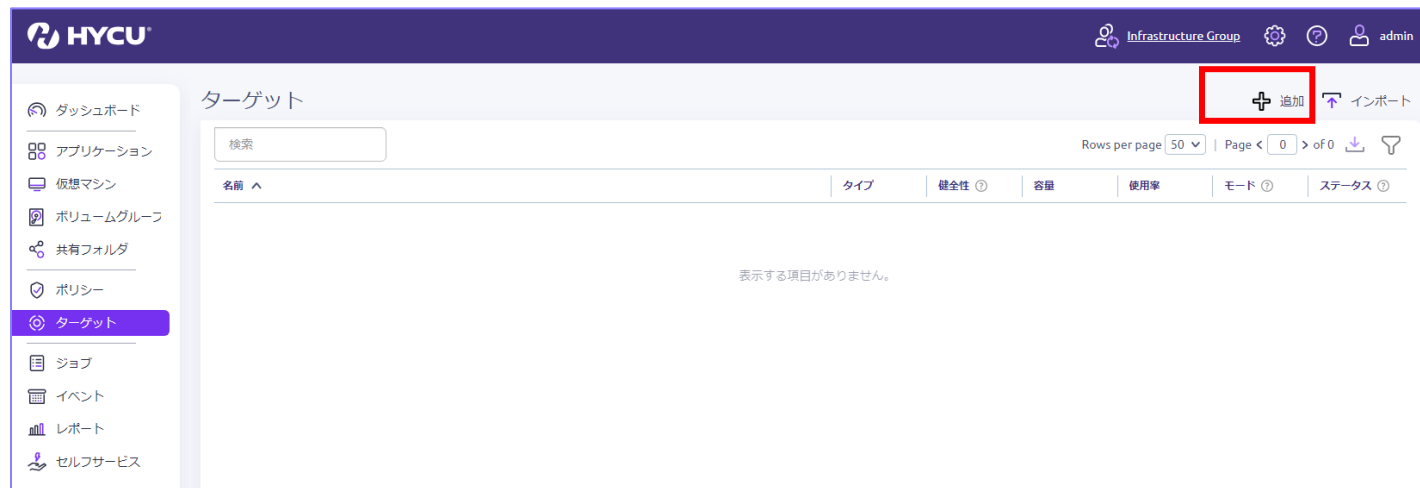 HYCU
Infrastructure Group
admin
ダッシュボード
アプリケーション
仮想マシン
ボリュームグループ
共有フォルダ
ポリシー
ターゲット
ジョブ
イベント
レポート
セルフサービス
ターゲット
追加
インポート
検索
Rows per page 50 | Page < 0 > of 0
名前 タイプ 健全性 ? 容量 使用率 モード ? ステータス ?
表示する項目がありません。